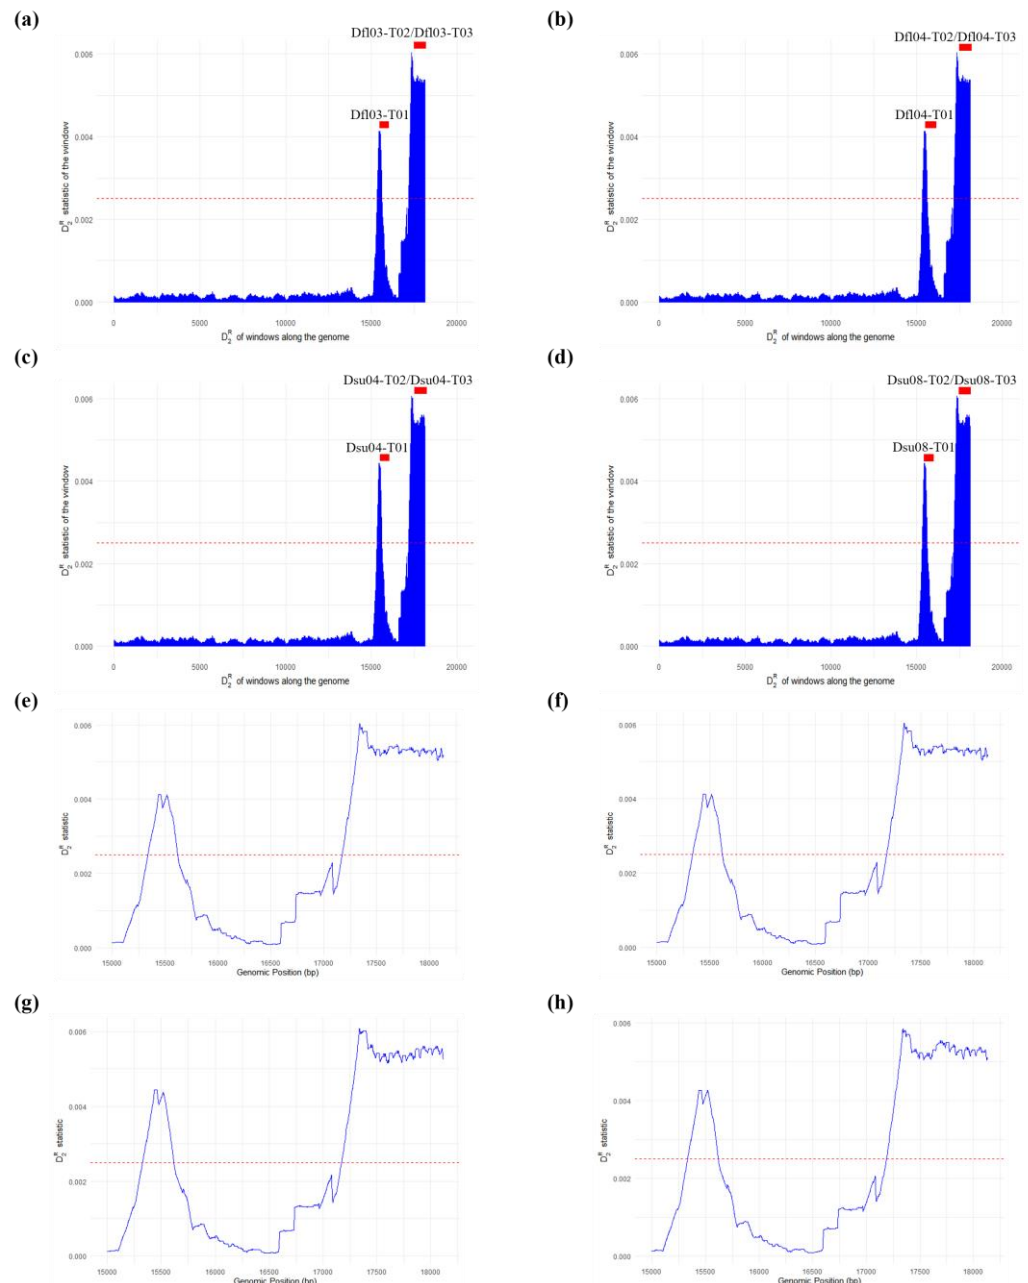 (a)
Dfl03-T02/Dfl03-T03
Dfl03-T01
0.006
0.004
0.002
0.000
D₂ᴿ statistic of the window
0 5000 10000 15000 20000
D₂ᴿ of windows along the genome
(b)
Dfl04-T02/Dfl04-T03
Dfl04-T01
0.006
0.004
0.002
0.000
D₂ᴿ statistic of the window
0 5000 10000 15000 20000
D₂ᴿ of windows along the genome
(c)
Dsu04-T02/Dsu04-T03
Dsu04-T01
0.006
0.004
0.002
0.000
D₂ᴿ statistic of the window
0 5000 10000 15000 20000
D₂ᴿ of windows along the genome
(d)
Dsu08-T02/Dsu08-T03
Dsu08-T01
0.006
0.004
0.002
0.000
D₂ᴿ statistic of the window
0 5000 10000 15000 20000
D₂ᴿ of windows along the genome
(e)
0.006
0.004
0.002
0.000
D₂ᴿ statistic
15000 15500 16000 16500 17000 17500 18000
Genomic Position (bp)
(f)
0.006
0.004
0.002
0.000
D₂ᴿ statistic
15000 15500 16000 16500 17000 17500 18000
Genomic Position (bp)
(g)
0.006
0.004
0.002
0.000
D₂ᴿ statistic
15000 15500 16000 16500 17000 17500 18000
Genomic Position (bp)
(h)
0.006
0.004
0.002
0.000
D₂ᴿ statistic
15000 15500 16000 16500 17000 17500 18000
Genomic Position (bp)